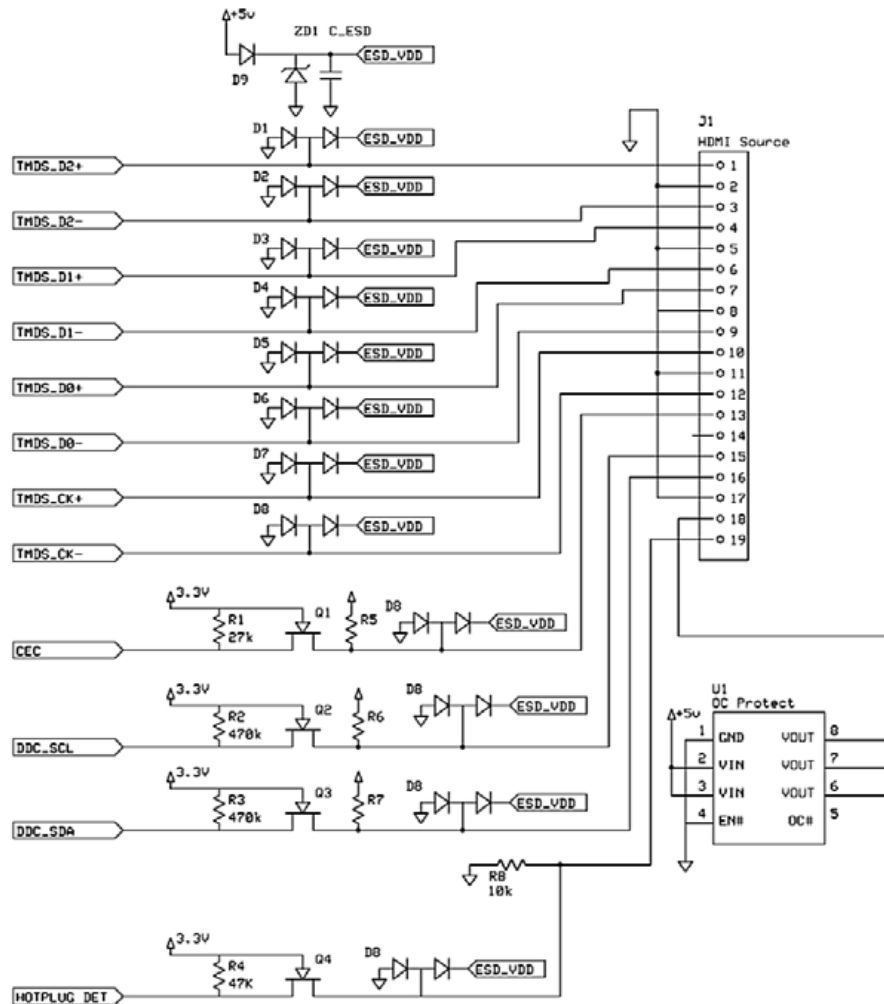 +5v
ZD1 C_ESD
ESD_VDD
D9
D1
ESD_VDD
TMDS_D2+
D2
ESD_VDD
TMDS_D2-
D3
ESD_VDD
TMDS_D1+
D4
ESD_VDD
TMDS_D1-
D5
ESD_VDD
TMDS_D0+
D6
ESD_VDD
TMDS_D0-
D7
ESD_VDD
TMDS_CK+
D8
ESD_VDD
TMDS_CK-
J1
HDMI Source
1
2
3
4
5
6
7
8
9
10
11
12
13
14
15
16
17
18
19
3.3V
R1
27k
Q1
R5
D8
ESD_VDD
CEC
3.3V
R2
470k
Q2
R6
D8
ESD_VDD
DDC_SCL
3.3V
R3
470k
Q3
R7
D8
ESD_VDD
DDC_SDA
R8
10k
3.3V
R4
47K
Q4
D8
ESD_VDD
HOTPLUG_DET
U1
OC Protect
+5v
1 GND VOUT 8
2 VIN VOUT 7
3 VIN VOUT 6
4 EN# OC# 5